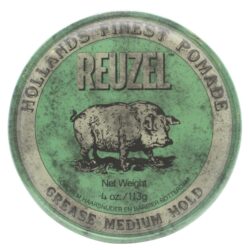 HOLLANDS FINEST POMADE
REUZEL
Net Weight
4 oz./113g
GREASE MEDIUM HOLD